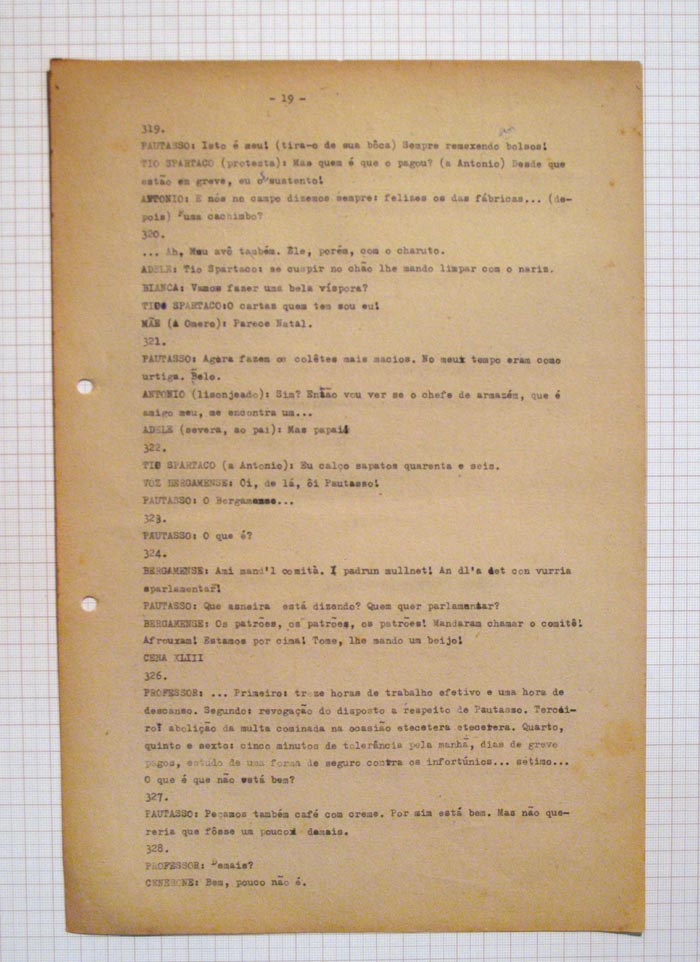 - 19 -
319.
PAUTASSO: Isto é seu! (tira-o de sua bôca) Sempre remexendo bolsos!
TIO SPARTACO (protesta): Mas quem é que o pagou? (a Antonio) Desde que
estão em greve, eu o sustento!
ANTONIO: E nós no campo dizemos sempre: felizes os das fábricas... (de-
pois) uma cachimbo?
320.
... Ah, Meu avô também. Êle, porém, com o charuto.
ADELE: Tio Spartaco: se cuspir no chão lhe mando limpar com o nariz.
BIANCA: Vamos fazer uma bela víspora?
TIO SPARTACO:O cartaz quem tem sou eu!
MÃE (A Omero): Parece Natal.
321.
PAUTASSO: Agora fazem os colêtes mais macios. No meu tempo eram como
urtiga. Belo.
ANTONIO (lisonjeado): Sim? Então vou ver se o chefe de armazém, que é
amigo meu, me encontra um...
ADELE (severa, ao pai): Mas papai
322.
TIO SPARTACO (a Antonio): Eu calço sapatos quarenta e seis.
VOZ BERGAMENSE: Oi, de lá, ôi Pautasso!
PAUTASSO: O Bergamense...
323.
PAUTASSO: O que é?
324.
BERGAMENSE: Ami mand'l comità. I padrun mullnet! An dl'a det con vurria
sparlamentar!
PAUTASSO: Que asneira está dizendo? Quem quer parlamentar?
BERGAMENSE: Os patrões, os patrões, os patrões! Mandaram chamar o comitê!
Afrouxam! Estamos por cima! Tome, lhe mando um beijo!
CENA XLIII
326.
PROFESSOR: ... Primeiro: treze horas de trabalho efetivo e uma hora de
descanso. Segundo: revogação do disposto a respeito de Pautasso. Tercei-
ro: abolição da multa cominada na ocasião etecetera etecetera. Quarto,
quinto e sexto: cinco minutos de tolerância pela manhã, dias de greve
pagos, estudo de uma forma de seguro contra os infortúnios... sétimo...
O que é que não está bem?
327.
PAUTASSO: Peçamos também café com creme. Por mim está bem. Mas não que-
reria que fôsse um pouco demais.
328.
PROFESSOR: Demais?
CENERONE: Bem, pouco não é.